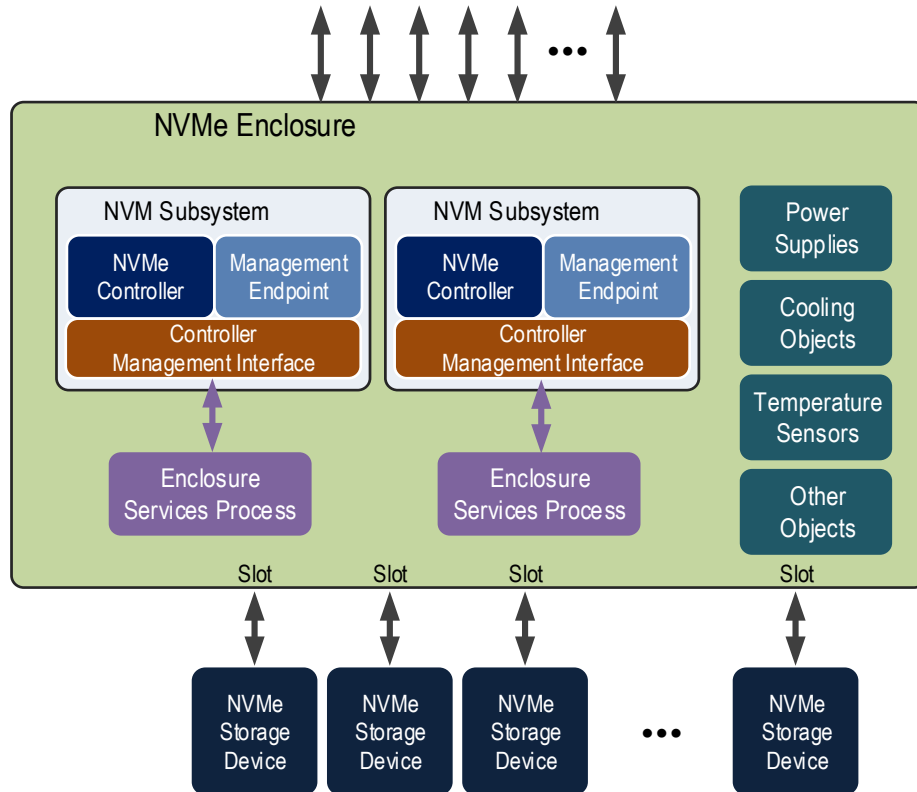 •••
NVMe Enclosure
NVM Subsystem
NVMe
Controller
Management
Endpoint
Controller
Management Interface
Enclosure
Services Process
NVM Subsystem
NVMe
Controller
Management
Endpoint
Controller
Management Interface
Enclosure
Services Process
Power
Supplies
Cooling
Objects
Temperature
Sensors
Other
Objects
Slot
Slot
Slot
Slot
NVMe
Storage
Device
NVMe
Storage
Device
NVMe
Storage
Device
•••
NVMe
Storage
Device